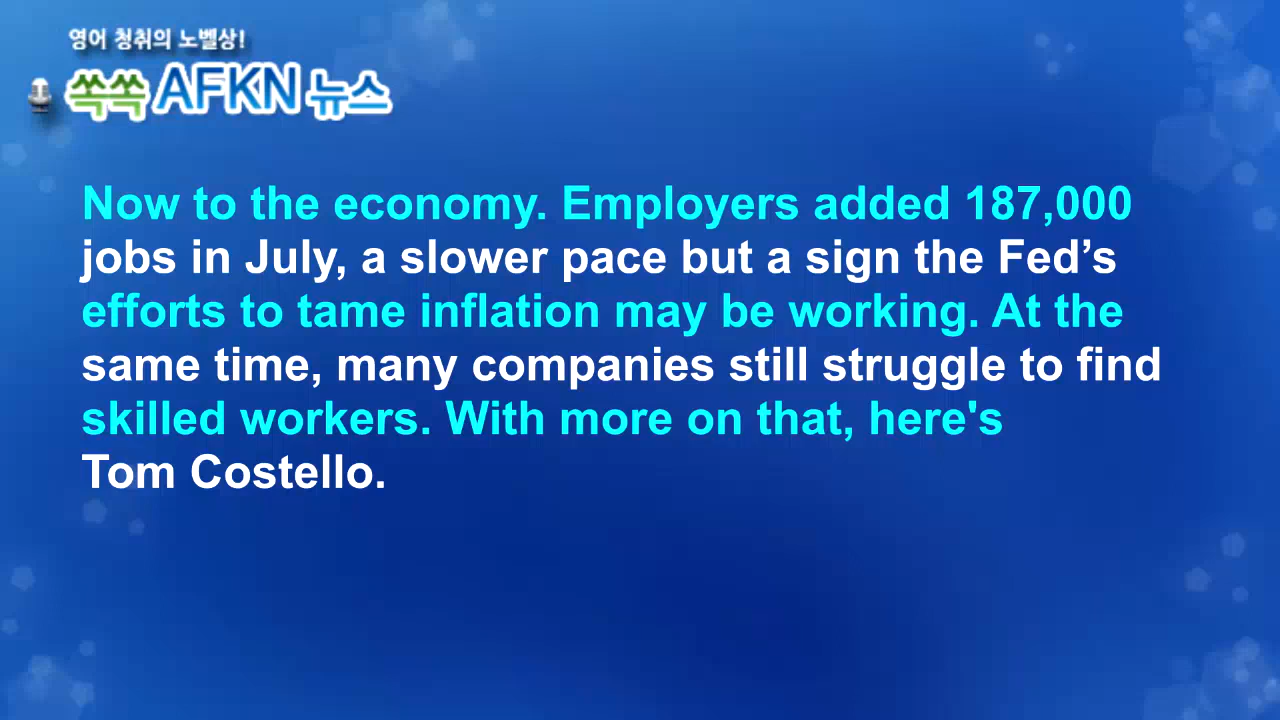 영어 청취의 노벨상!
쏙쏙 AFKN 뉴스
Now to the economy. Employers added 187,000
jobs in July, a slower pace but a sign the Fed’s
efforts to tame inflation may be working. At the
same time, many companies still struggle to find
skilled workers. With more on that, here's
Tom Costello.